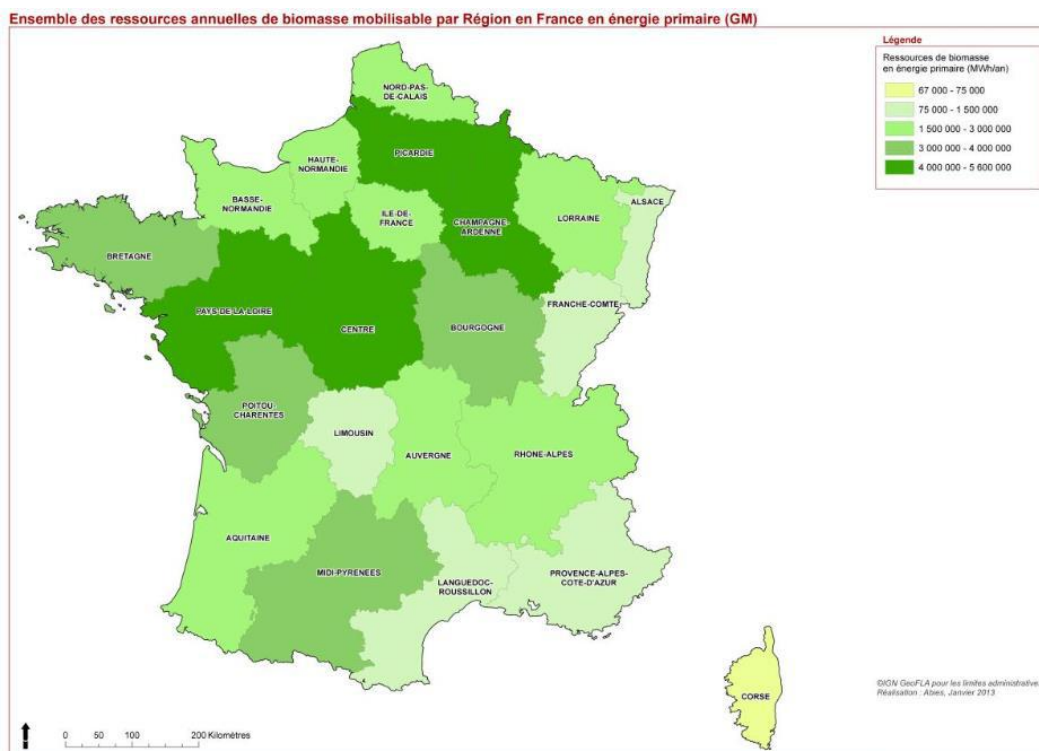 Ensemble des ressources annuelles de biomasse mobilisable par Région en France en énergie primaire (GM)
Légende
Ressources de biomasse
en énergie primaire (MWh/an)
67 000 - 75 000
75 000 - 1 500 000
1 500 000 - 3 000 000
3 000 000 - 4 000 000
4 000 000 - 5 600 000
NORD-PAS-
DE-CALAIS
PICARDIE
HAUTE-
NORMANDIE
BASSE-
NORMANDIE
ILE-DE-
FRANCE
CHAMPAGNE-
ARDENNE
LORRAINE
ALSACE
BRETAGNE
PAYS-DE-LA-LOIRE
CENTRE
BOURGOGNE
FRANCHE-COMTE
POITOU-
CHARENTES
LIMOUSIN
AUVERGNE
RHONE-ALPES
AQUITAINE
MIDI-PYRENEES
LANGUEDOC-
ROUSSILLON
PROVENCE-ALPES-
COTE-D'AZUR
CORSE
©IGN GeoFLA pour les limites administrative
Réalisation : Abies, Janvier 2013
0 50 100 200 Kilomètres